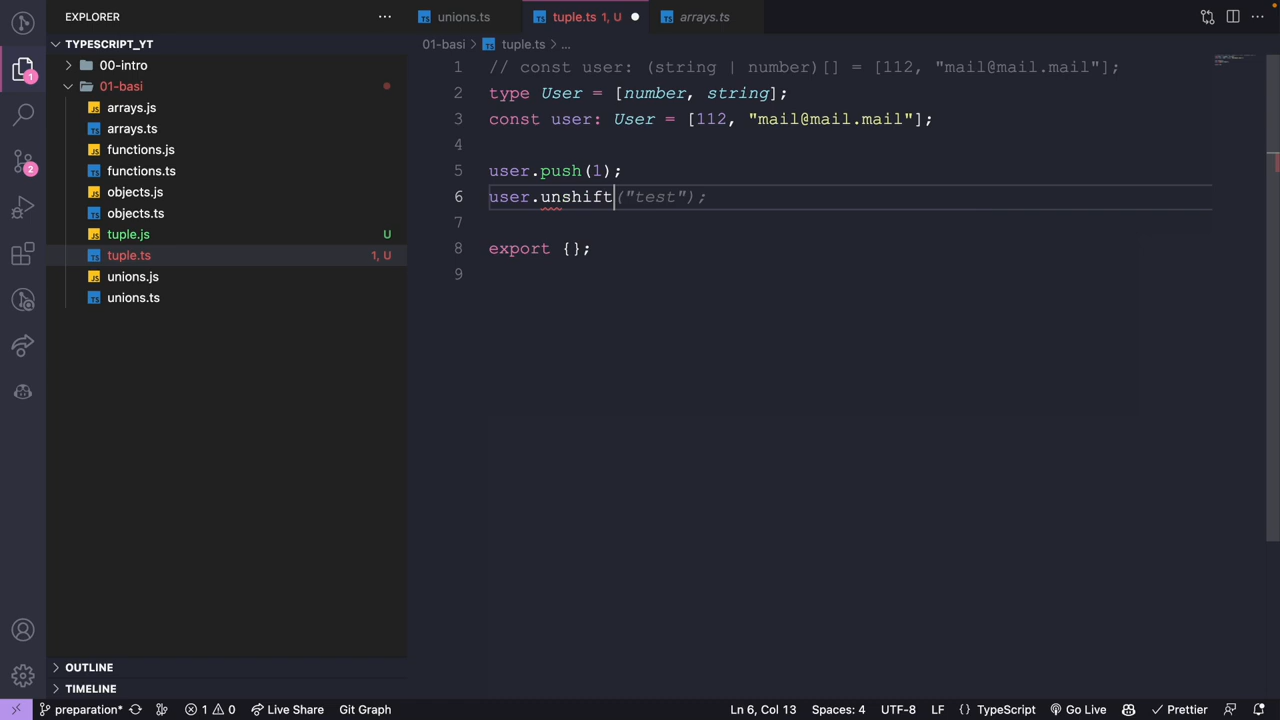 EXPLORER
unions.ts
tuple.ts 1, U
arrays.ts
TYPESCRIPT_YT
01-basi > tuple.ts > ...
00-intro
01-basi
arrays.js
arrays.ts
functions.js
functions.ts
objects.js
objects.ts
tuple.js U
tuple.ts 1, U
unions.js
unions.ts
1 // const user: (string | number)[] = [112, "mail@mail.mail"];
2 type User = [number, string];
3 const user: User = [112, "mail@mail.mail"];
4
5 user.push(1);
6 user.unshift("test");
7
8 export {};
9
1
2
OUTLINE
TIMELINE
preparation* 1 0 Live Share Git Graph Ln 6, Col 13 Spaces: 4 UTF-8 LF {} TypeScript Go Live Prettier